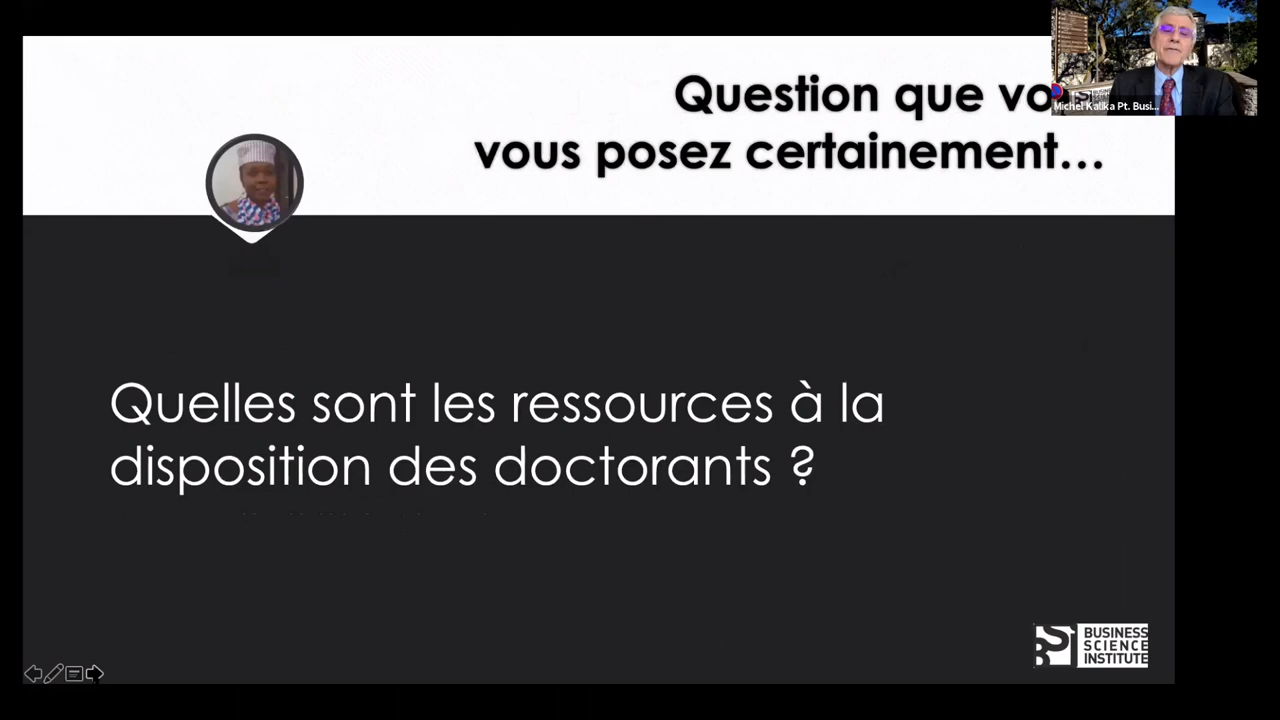 Question que vo
vous posez certainement...
Michel Kalika Pt. Busi...
Quelles sont les ressources à la
disposition des doctorants ?
BUSINESS
SCIENCE
INSTITUTE